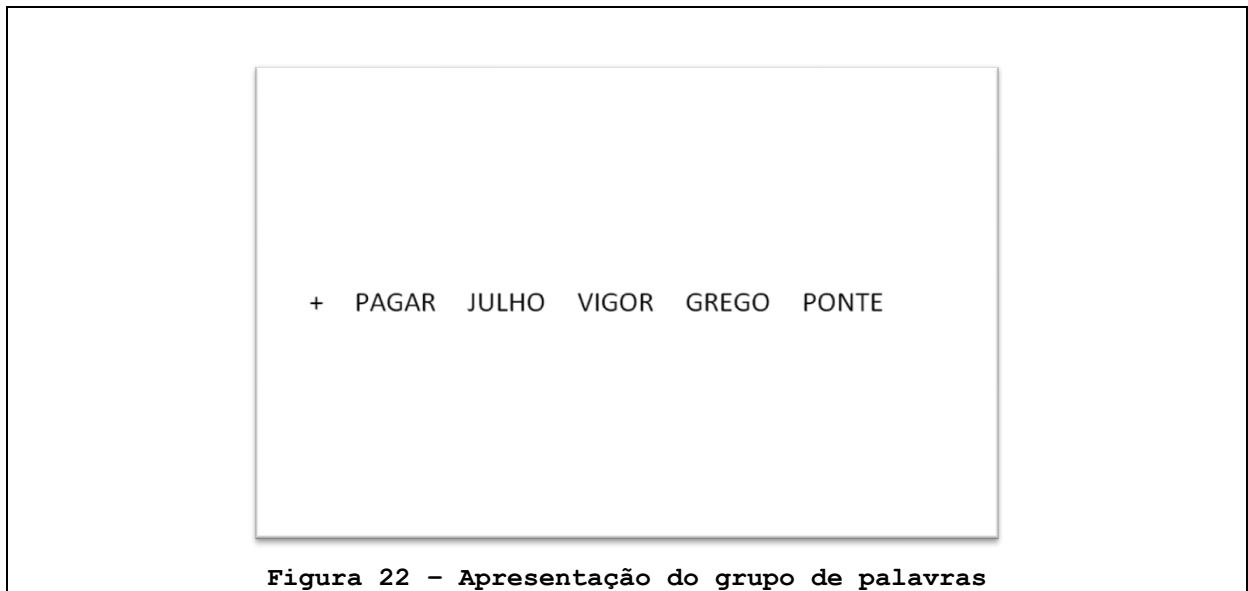 + PAGAR JULHO VIGOR GREGO PONTE
Figura 22 – Apresentação do grupo de palavras